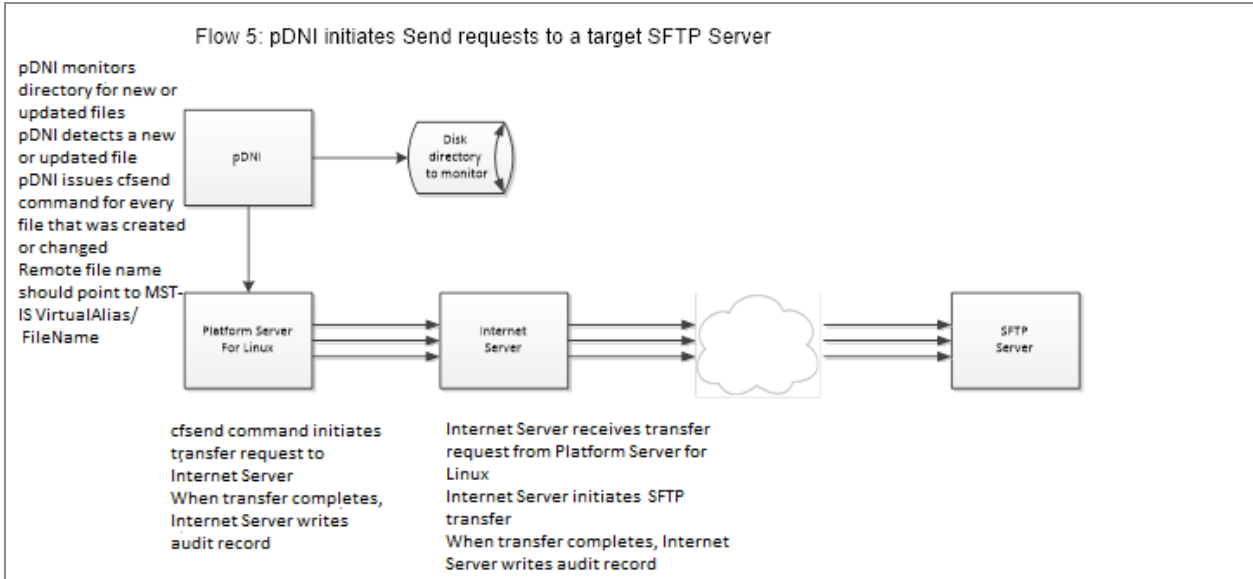 Flow 5: pDNI initiates Send requests to a target SFTP Server
pDNI monitors
directory for new or
updated files
pDNI detects a new
or updated file
pDNI issues cfsend
command for every
file that was created
or changed
Remote file name
should point to MST-
IS VirtualAlias/
FileName
pDNI
Disk
directory
to monitor
Platform Server
For Linux
Internet
Server
SFTP
Server
cfsend command initiates
transfer request to
Internet Server
When transfer completes,
Internet Server writes
audit record
Internet Server receives transfer
request from Platform Server for
Linux
Internet Server initiates SFTP
transfer
When transfer completes, Internet
Server writes audit record